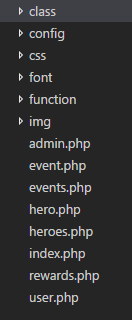 class
config
css
font
function
img
admin.php
event.php
events.php
hero.php
heroes.php
index.php
rewards.php
user.php